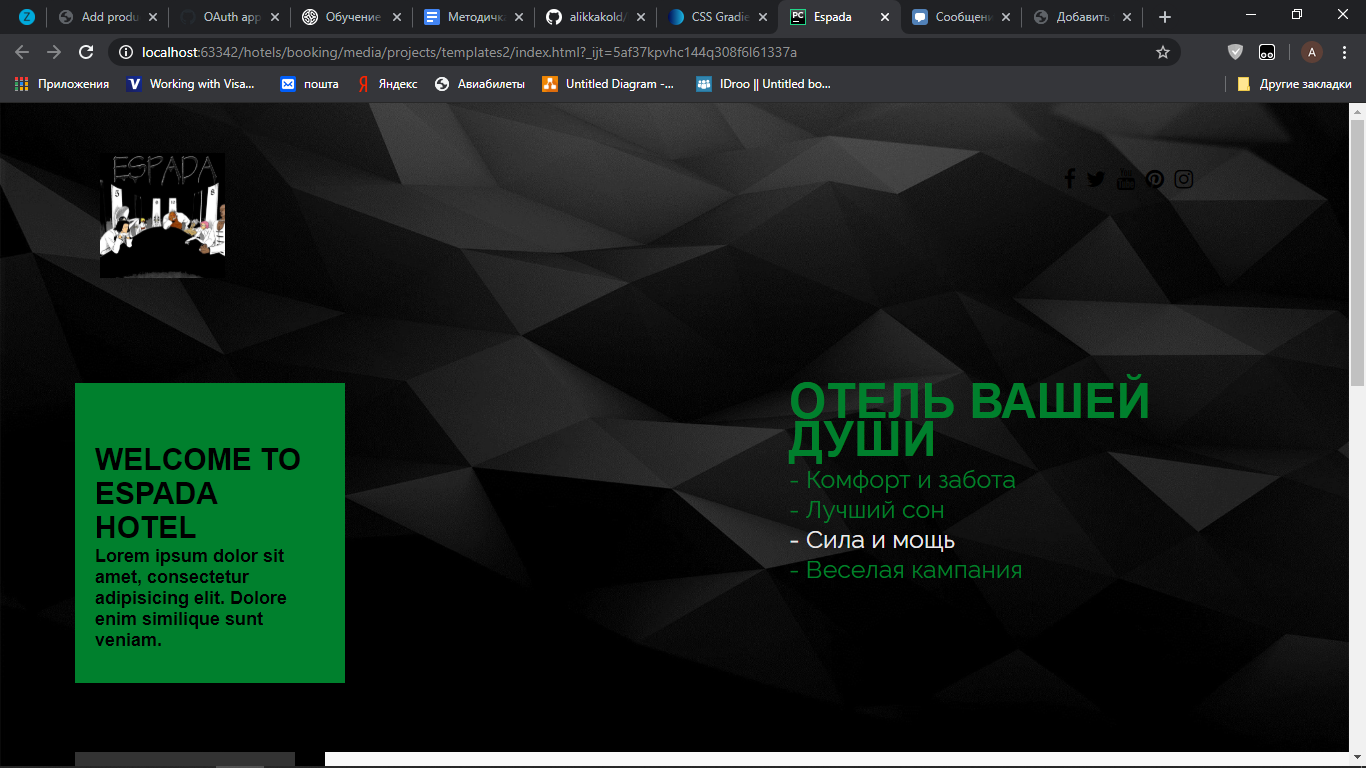 Add produ
OAuth app
Обучение
Методичк
alikkakold/
CSS Gradie
Espada
Сообщени
Добавить
localhost:63342/hotels/booking/media/projects/templates2/index.html?_ijt=5af37kpvhc144q308f6l61337a
A
Приложения
Working with Visa...
почта
Яндекс
Авиабилеты
Untitled Diagram -...
IDroo || Untitled bo...
Другие закладки
ESPADA
WELCOME TO
ESPADA
HOTEL
Lorem ipsum dolor sit
amet, consectetur
adipisicing elit. Dolore
enim similique sunt
veniam.
ОТЕЛЬ ВАШЕЙ
ДУШИ
- Комфорт и забота
- Лучший сон
- Сила и мощь
- Веселая кампания